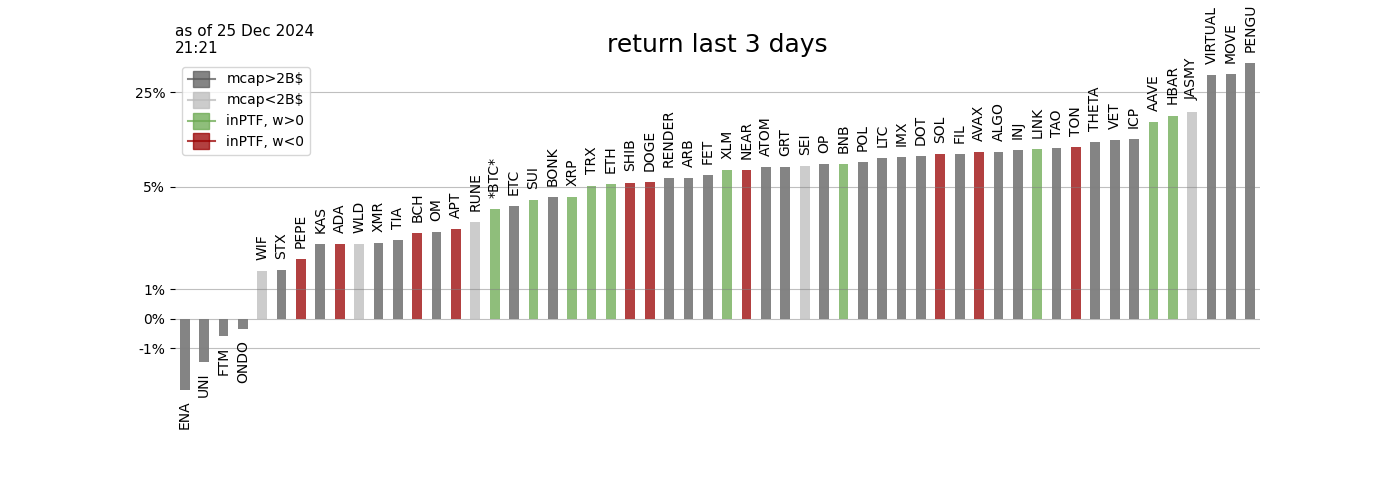 as of 25 Dec 2024
21:21
return last 3 days
mcap>2B$
mcap<2B$
inPTF, w>0
inPTF, w<0
25%
5%
1%
0%
-1%
ENA
UNI
FTM
ONDO
WIF
STX
PEPE
KAS
ADA
WLD
XMR
TIA
BCH
OM
APT
RUNE
*BTC*
ETC
SUI
BONK
XRP
TRX
ETH
SHIB
DOGE
RENDER
ARB
FET
XLM
NEAR
ATOM
GRT
SEI
OP
BNB
POL
LTC
IMX
DOT
SOL
FIL
AVAX
ALGO
INJ
LINK
TAO
TON
THETA
VET
ICP
AAVE
HBAR
JASMY
VIRTUAL
MOVE
PENGU